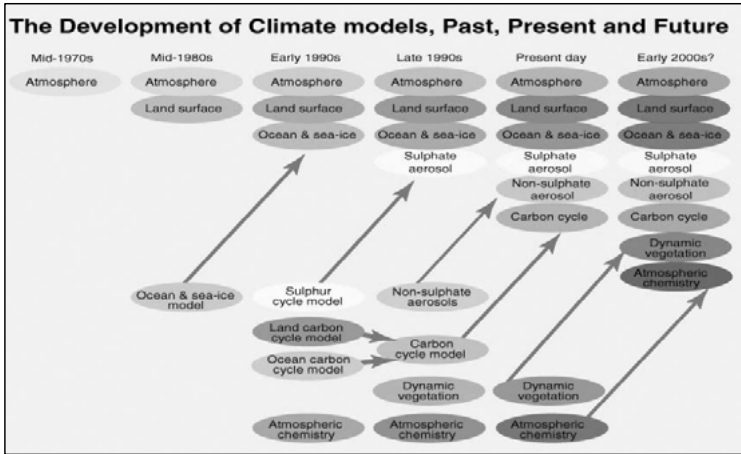 The Development of Climate models, Past, Present and Future
Mid-1970s
Mid-1980s
Early 1990s
Late 1990s
Present day
Early 2000s?
Atmosphere
Atmosphere
Atmosphere
Atmosphere
Atmosphere
Atmosphere
Land surface
Land surface
Land surface
Land surface
Land surface
Ocean & sea-ice
Ocean & sea-ice
Ocean & sea-ice
Ocean & sea-ice
Sulphate
aerosol
Sulphate
aerosol
Sulphate
aerosol
Non-sulphate
aerosol
Non-sulphate
aerosol
Carbon cycle
Carbon cycle
Dynamic
vegetation
Atmospheric
chemistry
Ocean & sea-ice
model
Sulphur
cycle model
Non-sulphate
aerosols
Land carbon
cycle model
Carbon
cycle model
Ocean carbon
cycle model
Dynamic
vegetation
Dynamic
vegetation
Atmospheric
chemistry
Atmospheric
chemistry
Atmospheric
chemistry